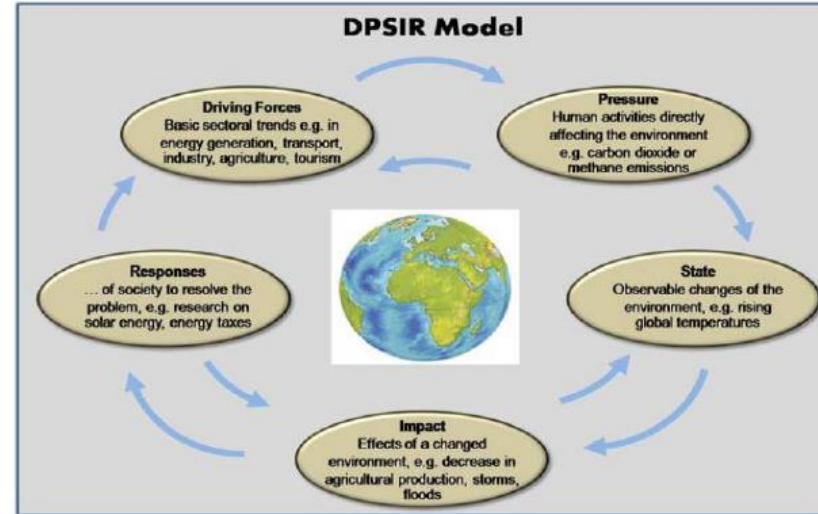 DPSIR Model
Driving Forces
Basic sectoral trends e.g. in
energy generation, transport,
industry, agriculture, tourism
Pressure
Human activities directly
affecting the environment
e.g. carbon dioxide or
methane emissions
Responses
... of society to resolve the
problem, e.g. research on
solar energy, energy taxes
State
Observable changes of the
environment, e.g. rising
global temperatures
Impact
Effects of a changed
environment, e.g. decrease in
agricultural production, storms,
floods